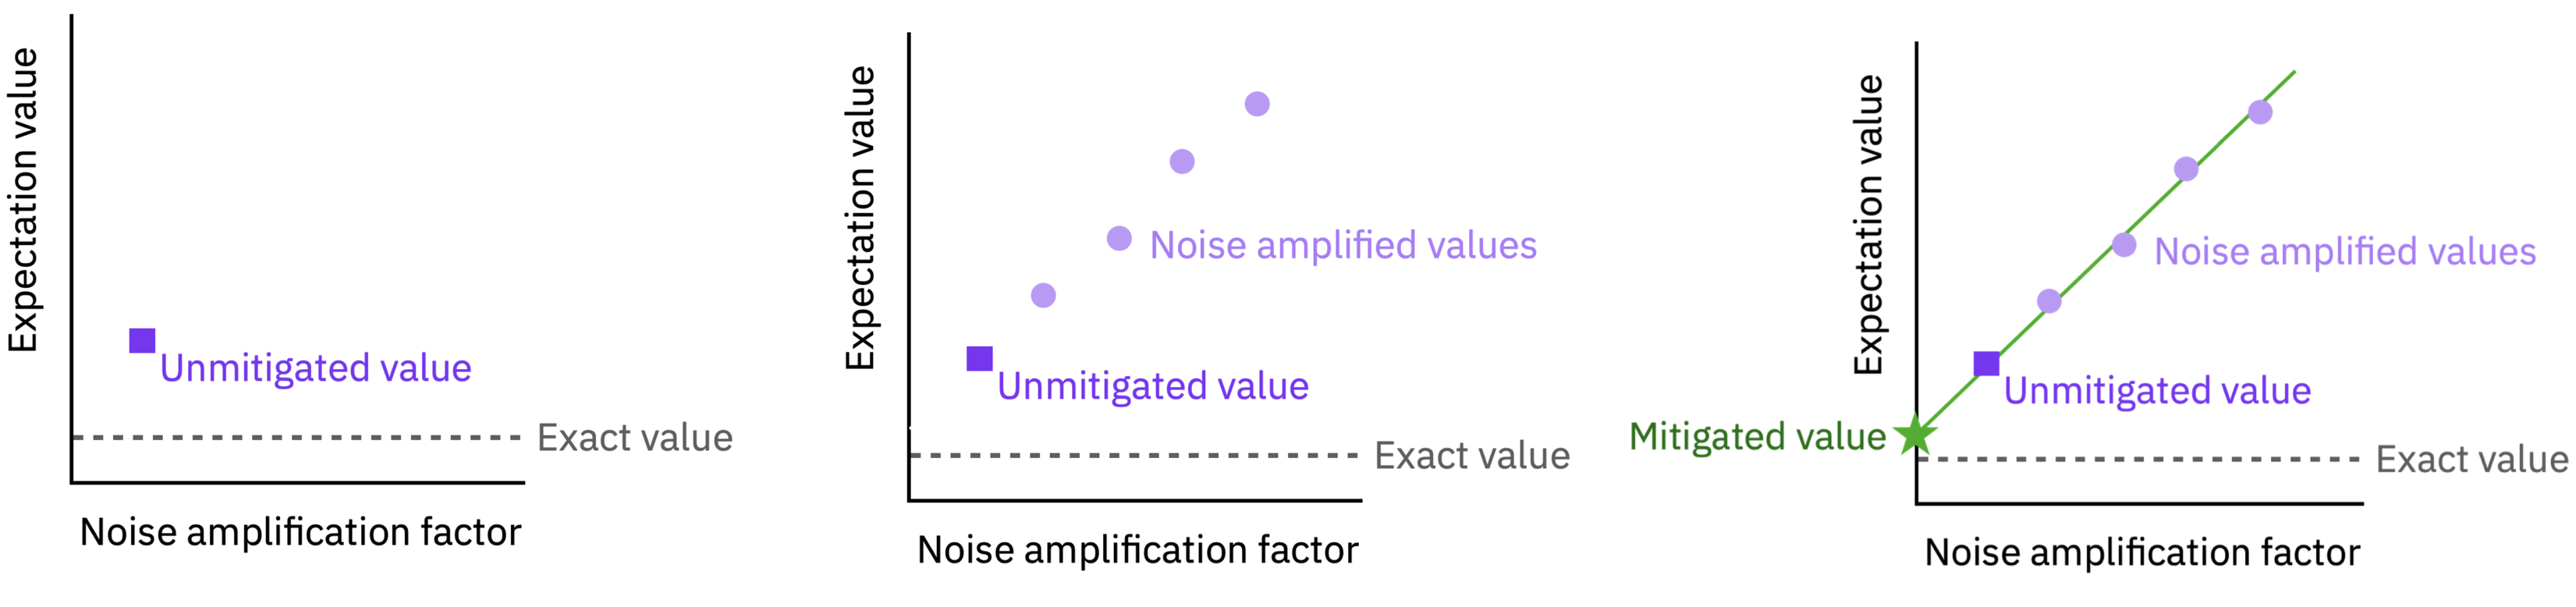 Expectation value
Unmitigated value
Exact value
Noise amplification factor
Expectation value
Noise amplified values
Unmitigated value
Exact value
Noise amplification factor
Expectation value
Noise amplified values
Unmitigated value
Mitigated value
Exact value
Noise amplification factor